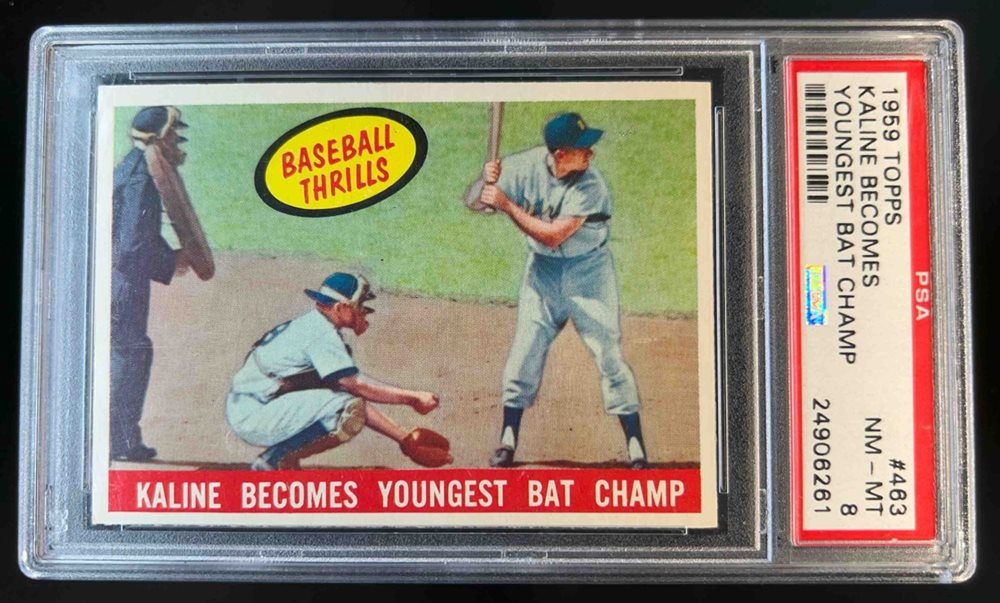 BASEBALL
THRILLS
KALINE BECOMES YOUNGEST BAT CHAMP
1959 TOPPS #463
KALINE BECOMES NM - MT
YOUNGEST BAT CHAMP 8
24906261
PSA